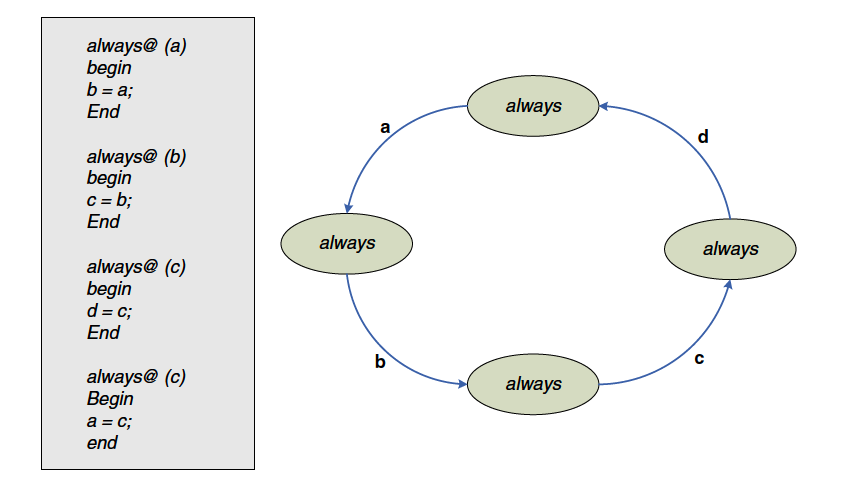 always@ (a)
begin
b = a;
End
always@ (b)
begin
c = b;
End
always@ (c)
begin
d = c;
End
always@ (c)
Begin
a = c;
end
always
a
d
always
always
b
c
always